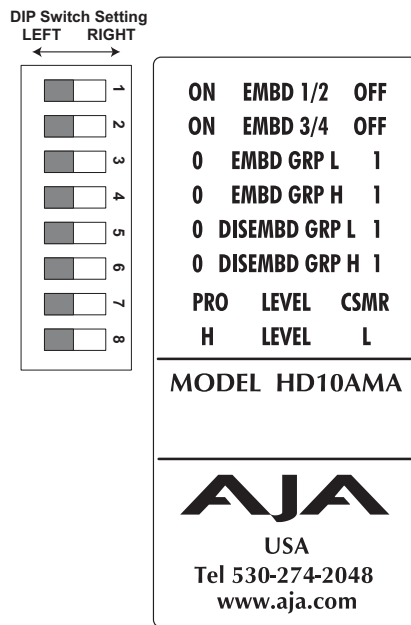 DIP Switch Setting
LEFT RIGHT
1
2
3
4
5
6
7
8
ON EMBD 1/2 OFF
ON EMBD 3/4 OFF
0 EMBD GRP L 1
0 EMBD GRP H 1
0 DISEMBD GRP L 1
0 DISEMBD GRP H 1
PRO LEVEL CSMR
H LEVEL L
MODEL HD10AMA
AJA
USA
Tel 530-274-2048
www.aja.com